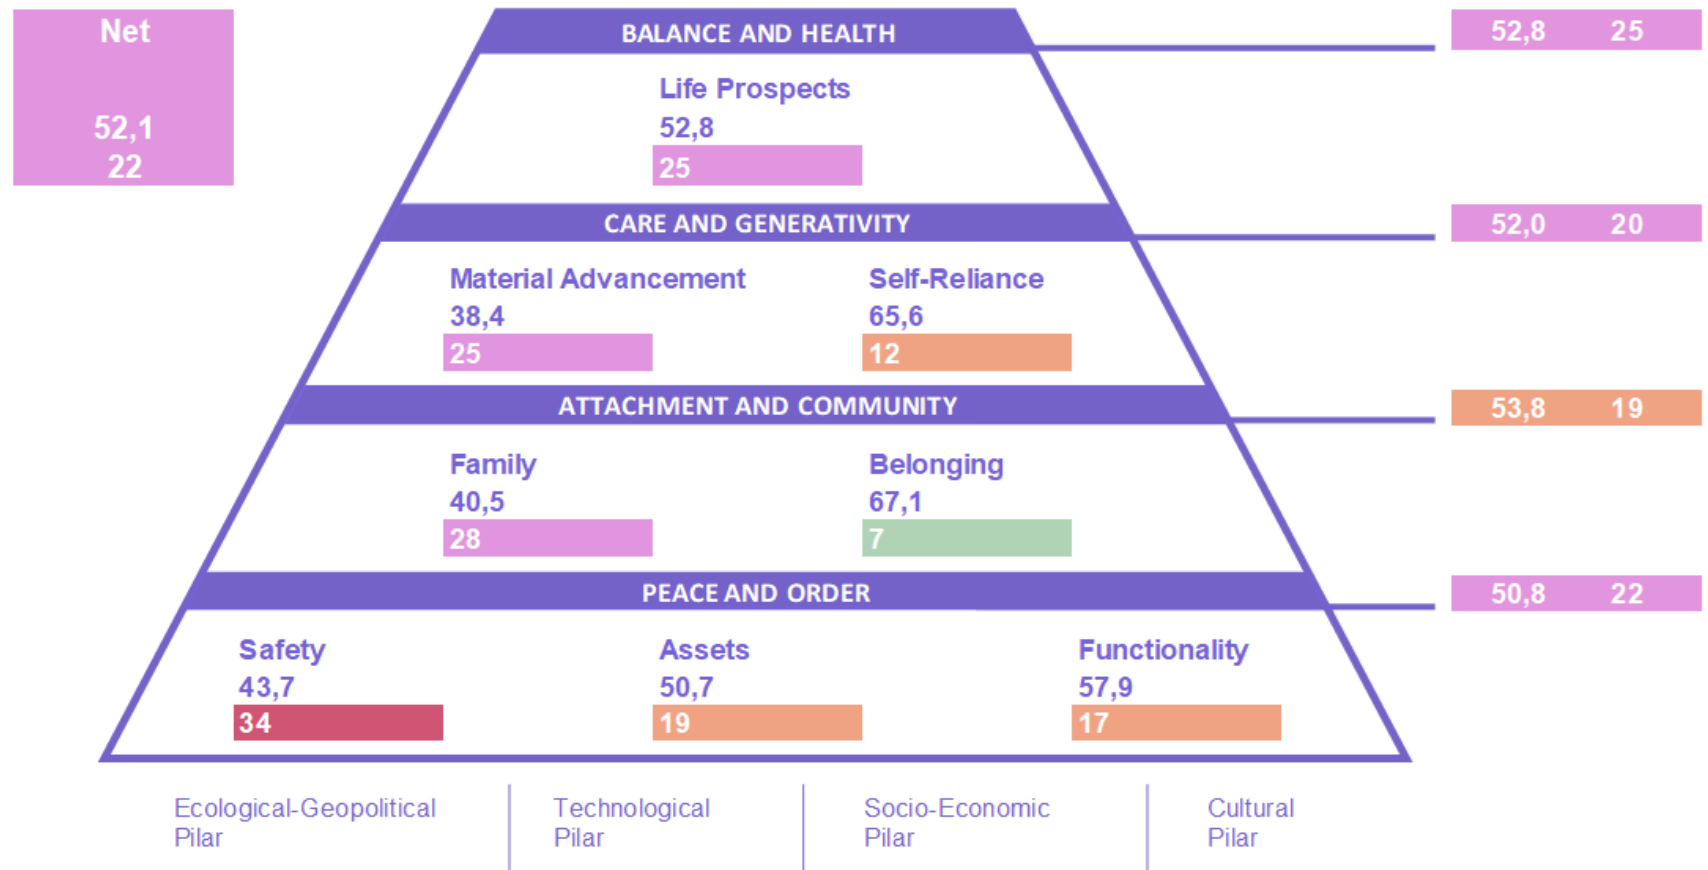 Net
52,1
22
BALANCE AND HEALTH
52,8 25
Life Prospects
52,8
25
CARE AND GENERATIVITY
52,0 20
Material Advancement
38,4
25
Self-Reliance
65,6
12
ATTACHMENT AND COMMUNITY
53,8 19
Family
40,5
28
Belonging
67,1
7
PEACE AND ORDER
50,8 22
Safety
43,7
34
Assets
50,7
19
Functionality
57,9
17
Ecological-Geopolitical
Pilar
Technological
Pilar
Socio-Economic
Pilar
Cultural
Pilar